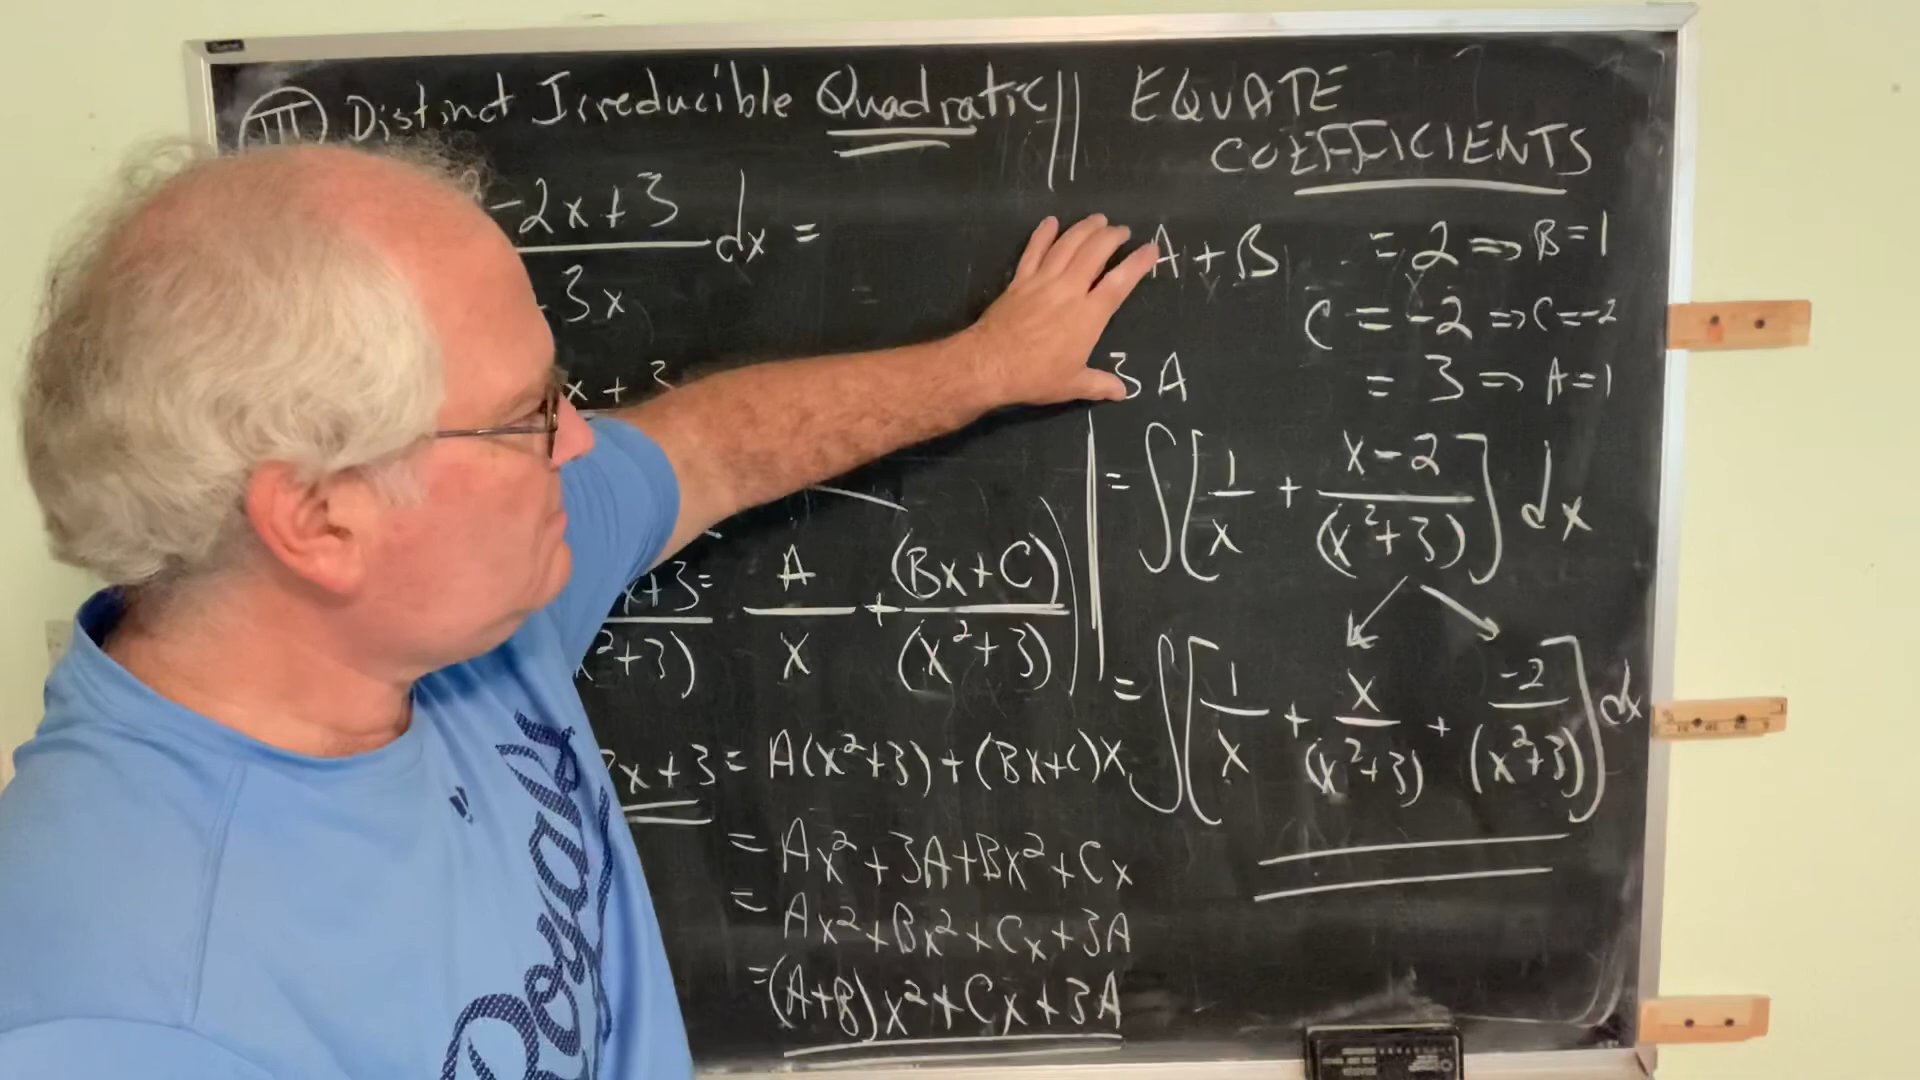 III Distinct Irreducible Quadratic
-2x+3 dx =
3x
x + 3
x+3 = A + (Bx+C)
x²+3) x (x²+3)
²x+3 = A(x²+3) + (Bx+C)x
= Ax²+3A+Bx²+Cx
= Ax²+Bx²+Cx+3A
= (A+B)x²+Cx+3A
EQUATE
COEFFICIENTS
A + B = 2 ⇒ B=1
C = -2 ⇒ C=-2
3A = 3 ⇒ A=1
= ∫[1/x + x-2/(x²+3)] dx
= ∫[1/x + x/(x²+3) + -2/(x²+3)] dx
Royals